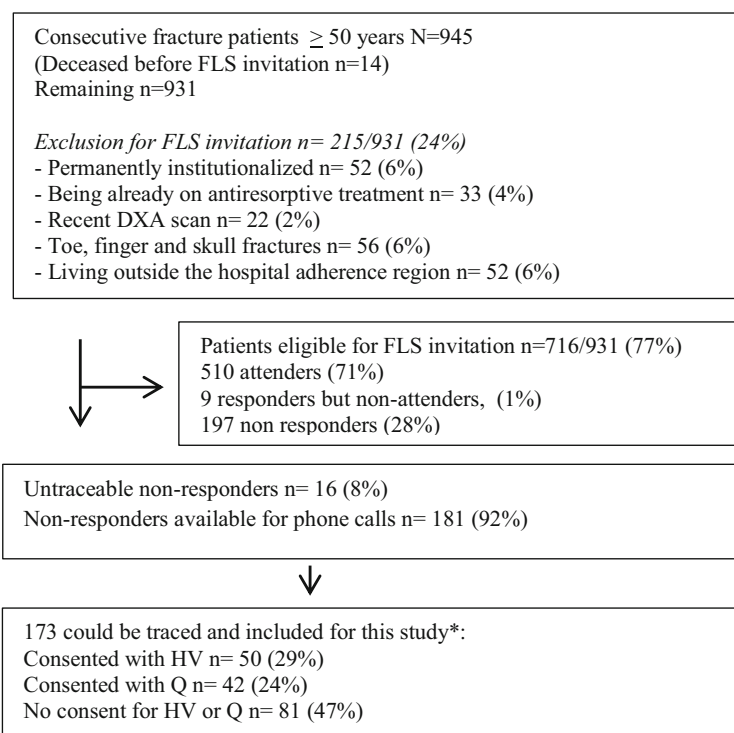 Consecutive fracture patients ≥ 50 years N=945
(Deceased before FLS invitation n=14)
Remaining n=931
Exclusion for FLS invitation n= 215/931 (24%)
- Permanently institutionalized n= 52 (6%)
- Being already on antiresorptive treatment n= 33 (4%)
- Recent DXA scan n= 22 (2%)
- Toe, finger and skull fractures n= 56 (6%)
- Living outside the hospital adherence region n= 52 (6%)
Patients eligible for FLS invitation n=716/931 (77%)
510 attenders (71%)
9 responders but non-attenders, (1%)
197 non responders (28%)
Untraceable non-responders n= 16 (8%)
Non-responders available for phone calls n= 181 (92%)
173 could be traced and included for this study*:
Consented with HV n= 50 (29%)
Consented with Q n= 42 (24%)
No consent for HV or Q n= 81 (47%)